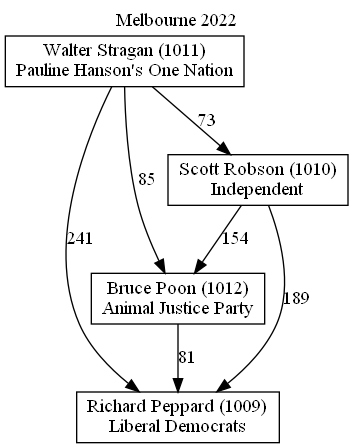 Melbourne 2022
Walter Stragan (1011)
Pauline Hanson's One Nation
73
Scott Robson (1010)
Independent
85
241
154
Bruce Poon (1012)
Animal Justice Party
189
81
Richard Peppard (1009)
Liberal Democrats